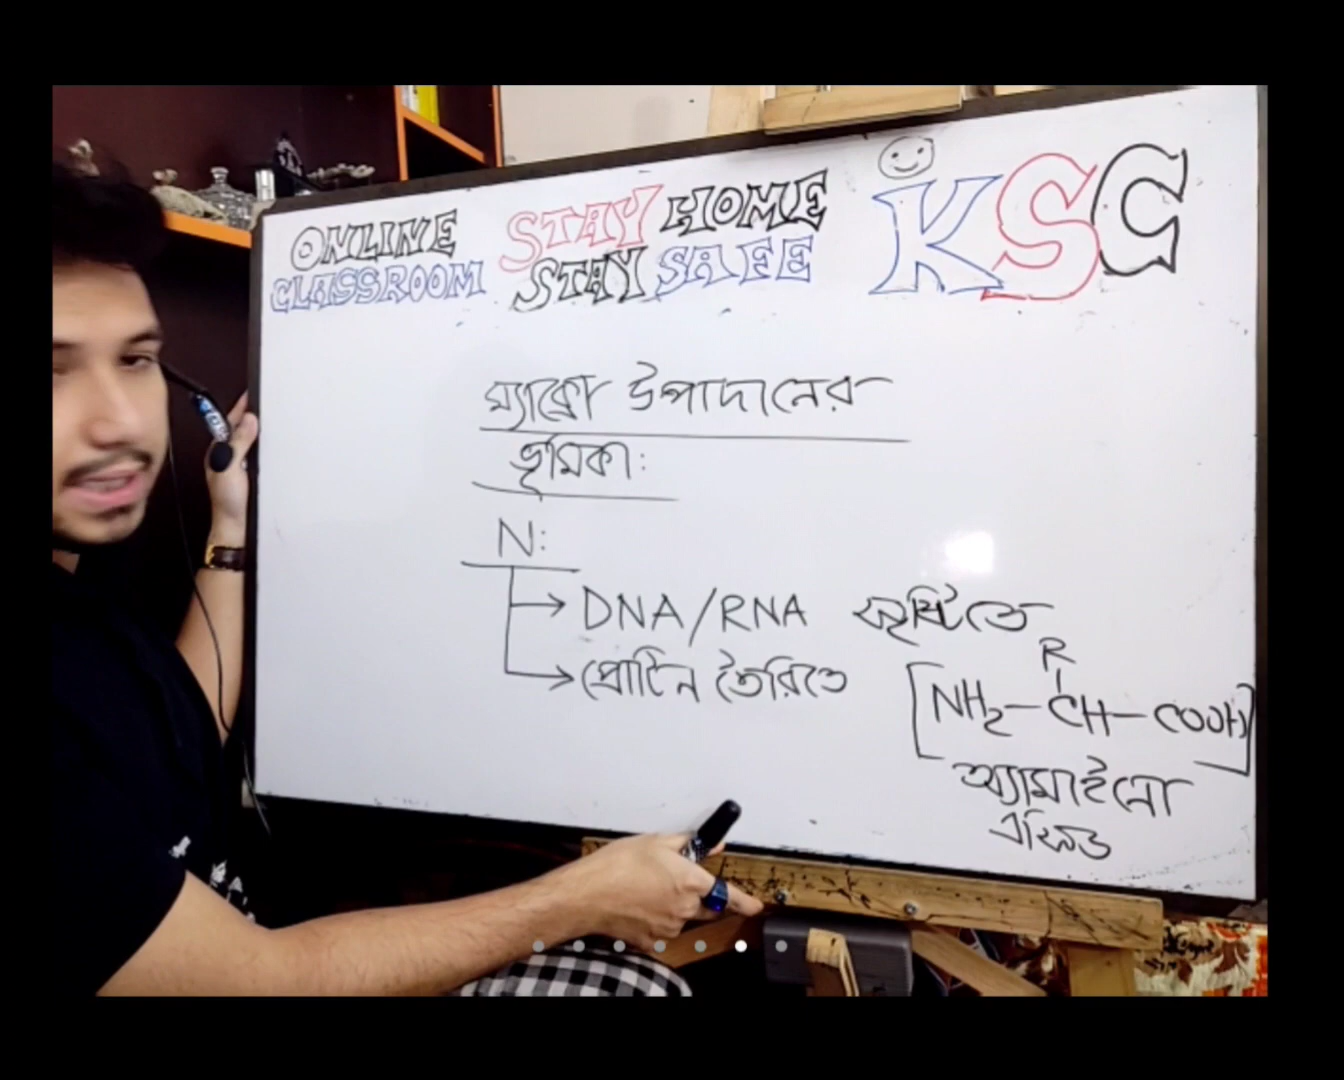 ONLINE CLASSROOM
STAY HOME STAY SAFE
KSC
ম্যাক্রো উপাদানের
ভূমিকা:
N:
DNA/RNA সৃষ্টিতে
প্রোটিন তৈরিতে
R
[NH₂-CH-COOH]
অ্যামাইনো
এসিড